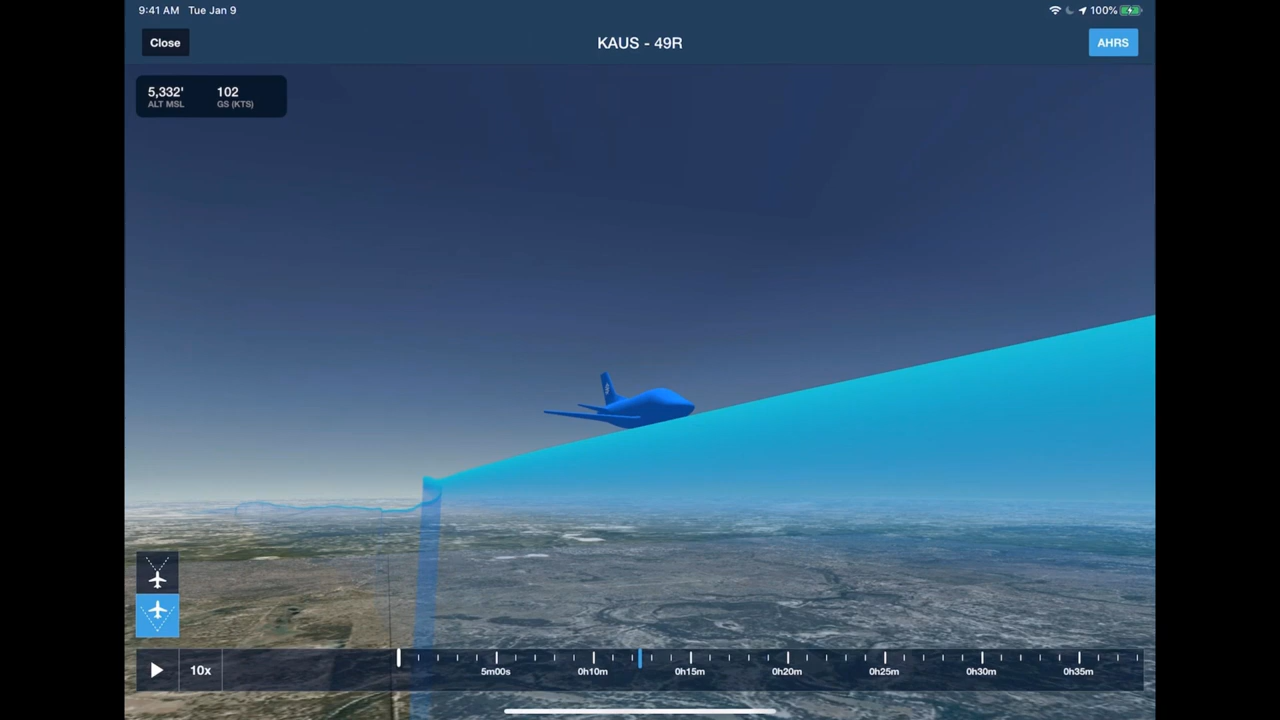 9:41 AM Tue Jan 9
100%
Close
KAUS - 49R
AHRS
5,332' 102
ALT MSL GS (KTS)
10x
5m00s 0h10m 0h15m 0h20m 0h25m 0h30m 0h35m